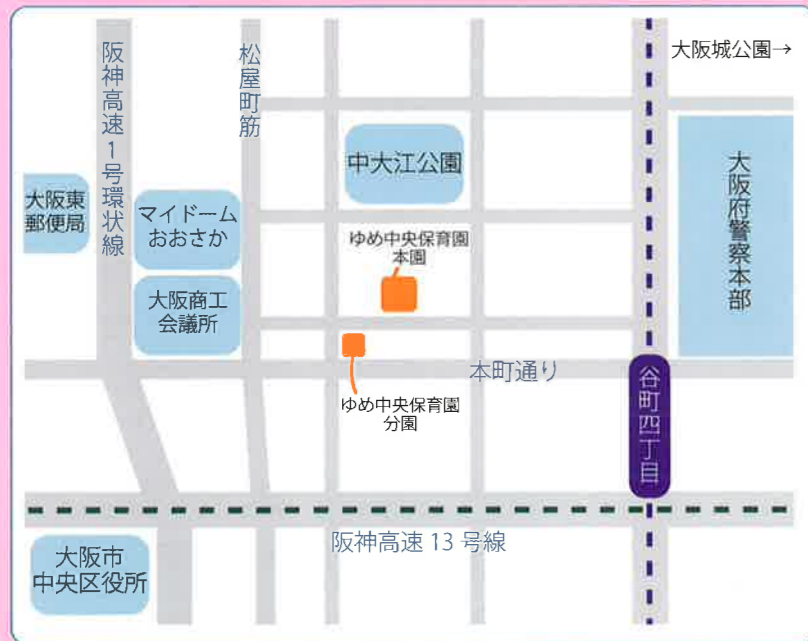 阪神高速1号環状線
松屋町筋
大阪城公園→
中大江公園
大阪東
郵便局
マイドーム
おおさか
大阪府警察本部
ゆめ中央保育園
本園
大阪商工
会議所
本町通り
谷町四丁目
ゆめ中央保育園
分園
阪神高速 13 号線
大阪市
中央区役所